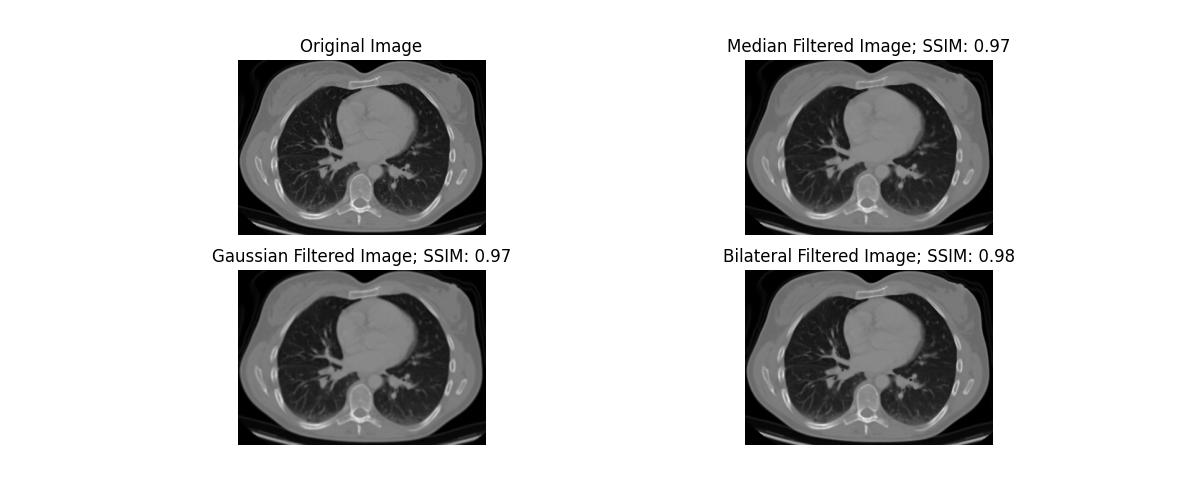 Original Image
Median Filtered Image; SSIM: 0.97
Gaussian Filtered Image; SSIM: 0.97
Bilateral Filtered Image; SSIM: 0.98